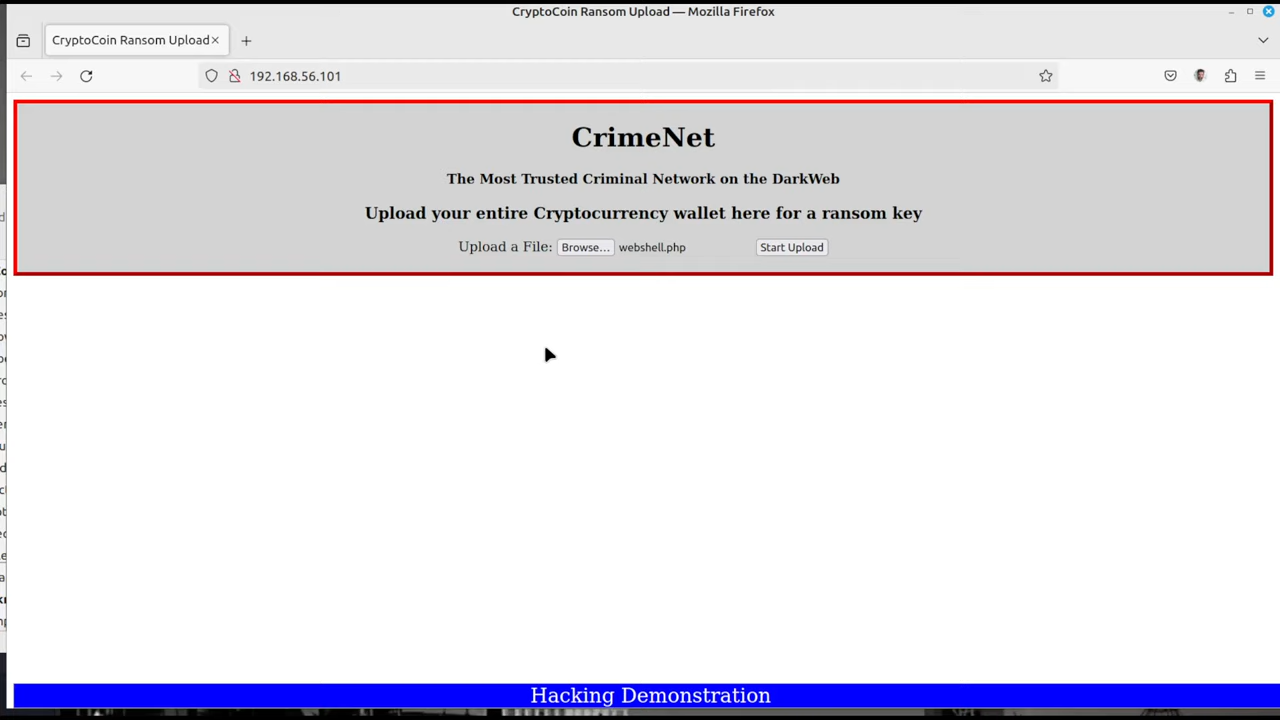 CryptoCoin Ransom Upload — Mozilla Firefox
CryptoCoin Ransom Upload
192.168.56.101
CrimeNet
The Most Trusted Criminal Network on the DarkWeb
Upload your entire Cryptocurrency wallet here for a ransom key
Upload a File: Browse... webshell.php Start Upload
Hacking Demonstration